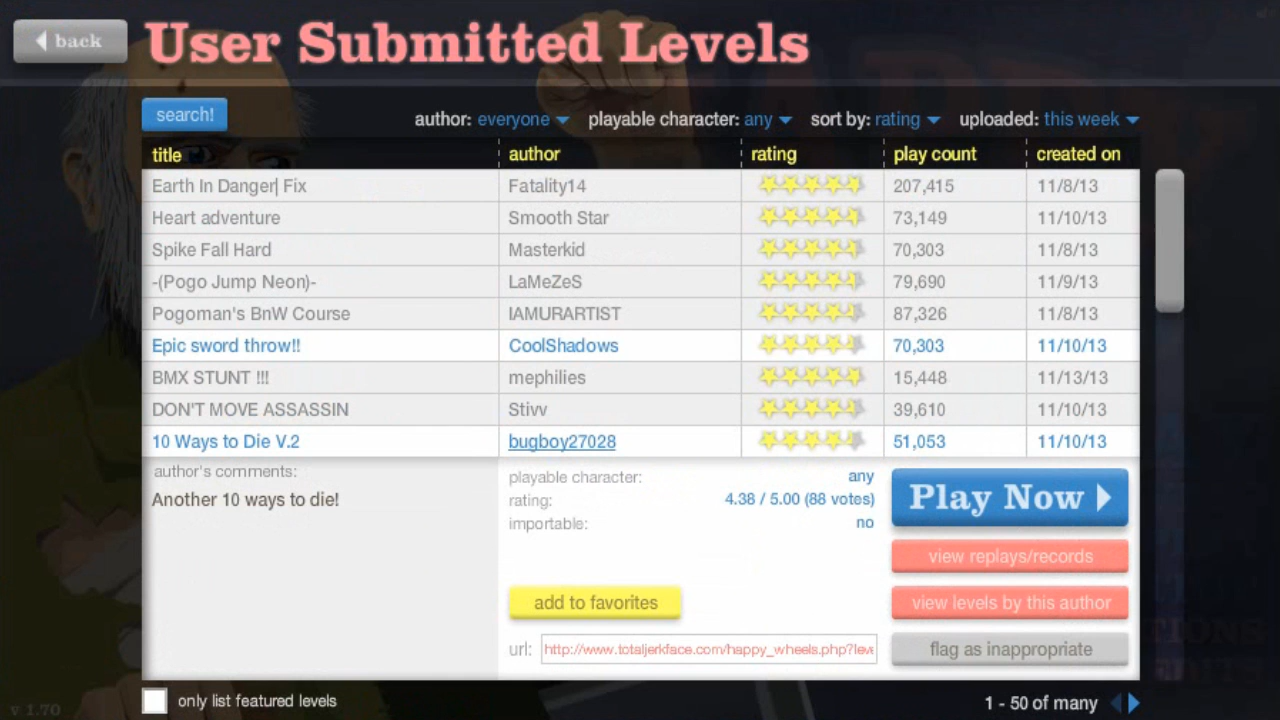 back
User Submitted Levels
search!
author: everyone playable character: any sort by: rating uploaded: this week
title author rating play count created on
Earth In Danger| Fix Fatality14 207,415 11/8/13
Heart adventure Smooth Star 73,149 11/10/13
Spike Fall Hard Masterkid 70,303 11/8/13
-(Pogo Jump Neon)- LaMeZeS 79,690 11/9/13
Pogoman's BnW Course IAMURARTIST 87,326 11/8/13
Epic sword throw!! CoolShadows 70,303 11/10/13
BMX STUNT !!! mephilies 15,448 11/13/13
DON'T MOVE ASSASSIN Stivv 39,610 11/10/13
10 Ways to Die V.2 bugboy27028 51,053 11/10/13
author's comments:
Another 10 ways to die!
playable character: any
rating: 4.38 / 5.00 (88 votes)
importable: no
Play Now
view replays/records
add to favorites
view levels by this author
url: http://www.totaljerkface.com/happy_wheels.php?leve
flag as inappropriate
only list featured levels
1 - 50 of many
v 1.70